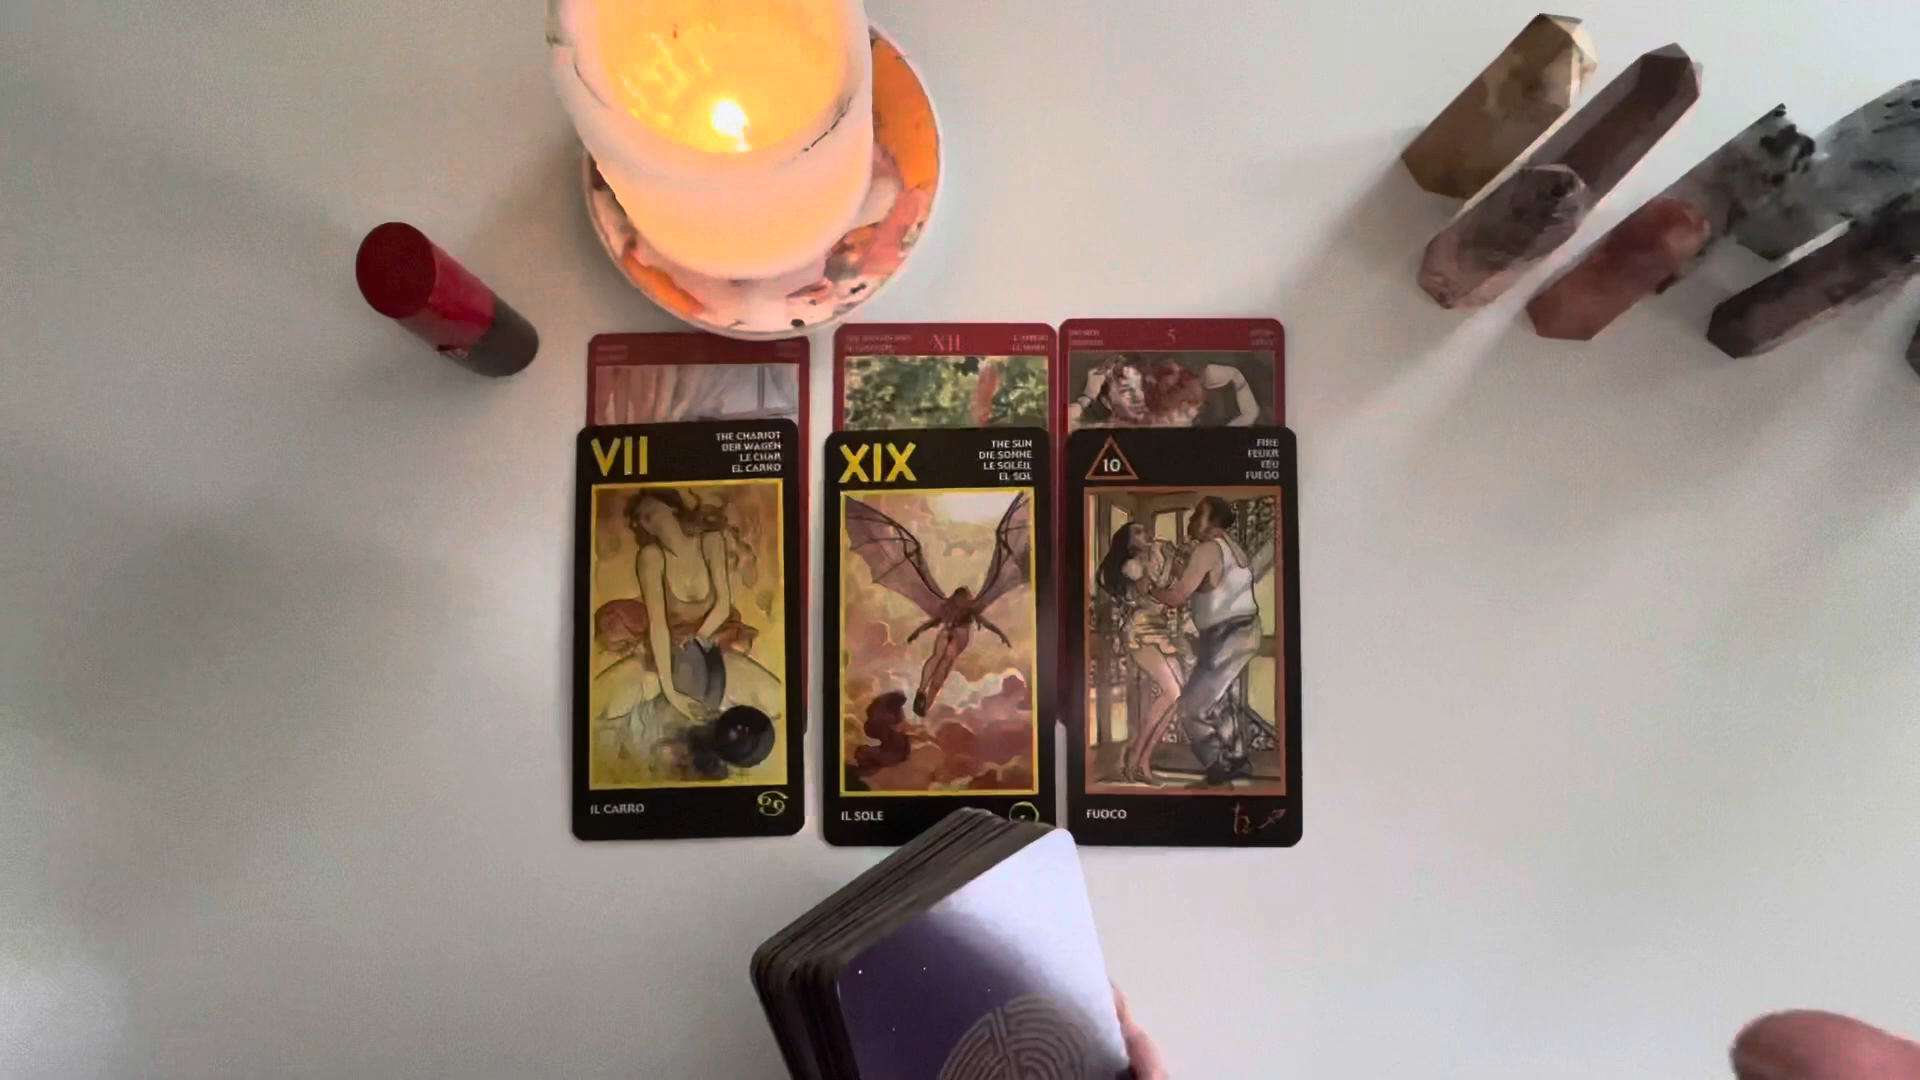 XII
5
VII
THE CHARIOT
DER WAGEN
LE CHAR
EL CARRO
IL CARRO
XIX
THE SUN
DIE SONNE
LE SOLEIL
EL SOL
IL SOLE
10
FIRE
FEUER
FEU
FUEGO
FUOCO